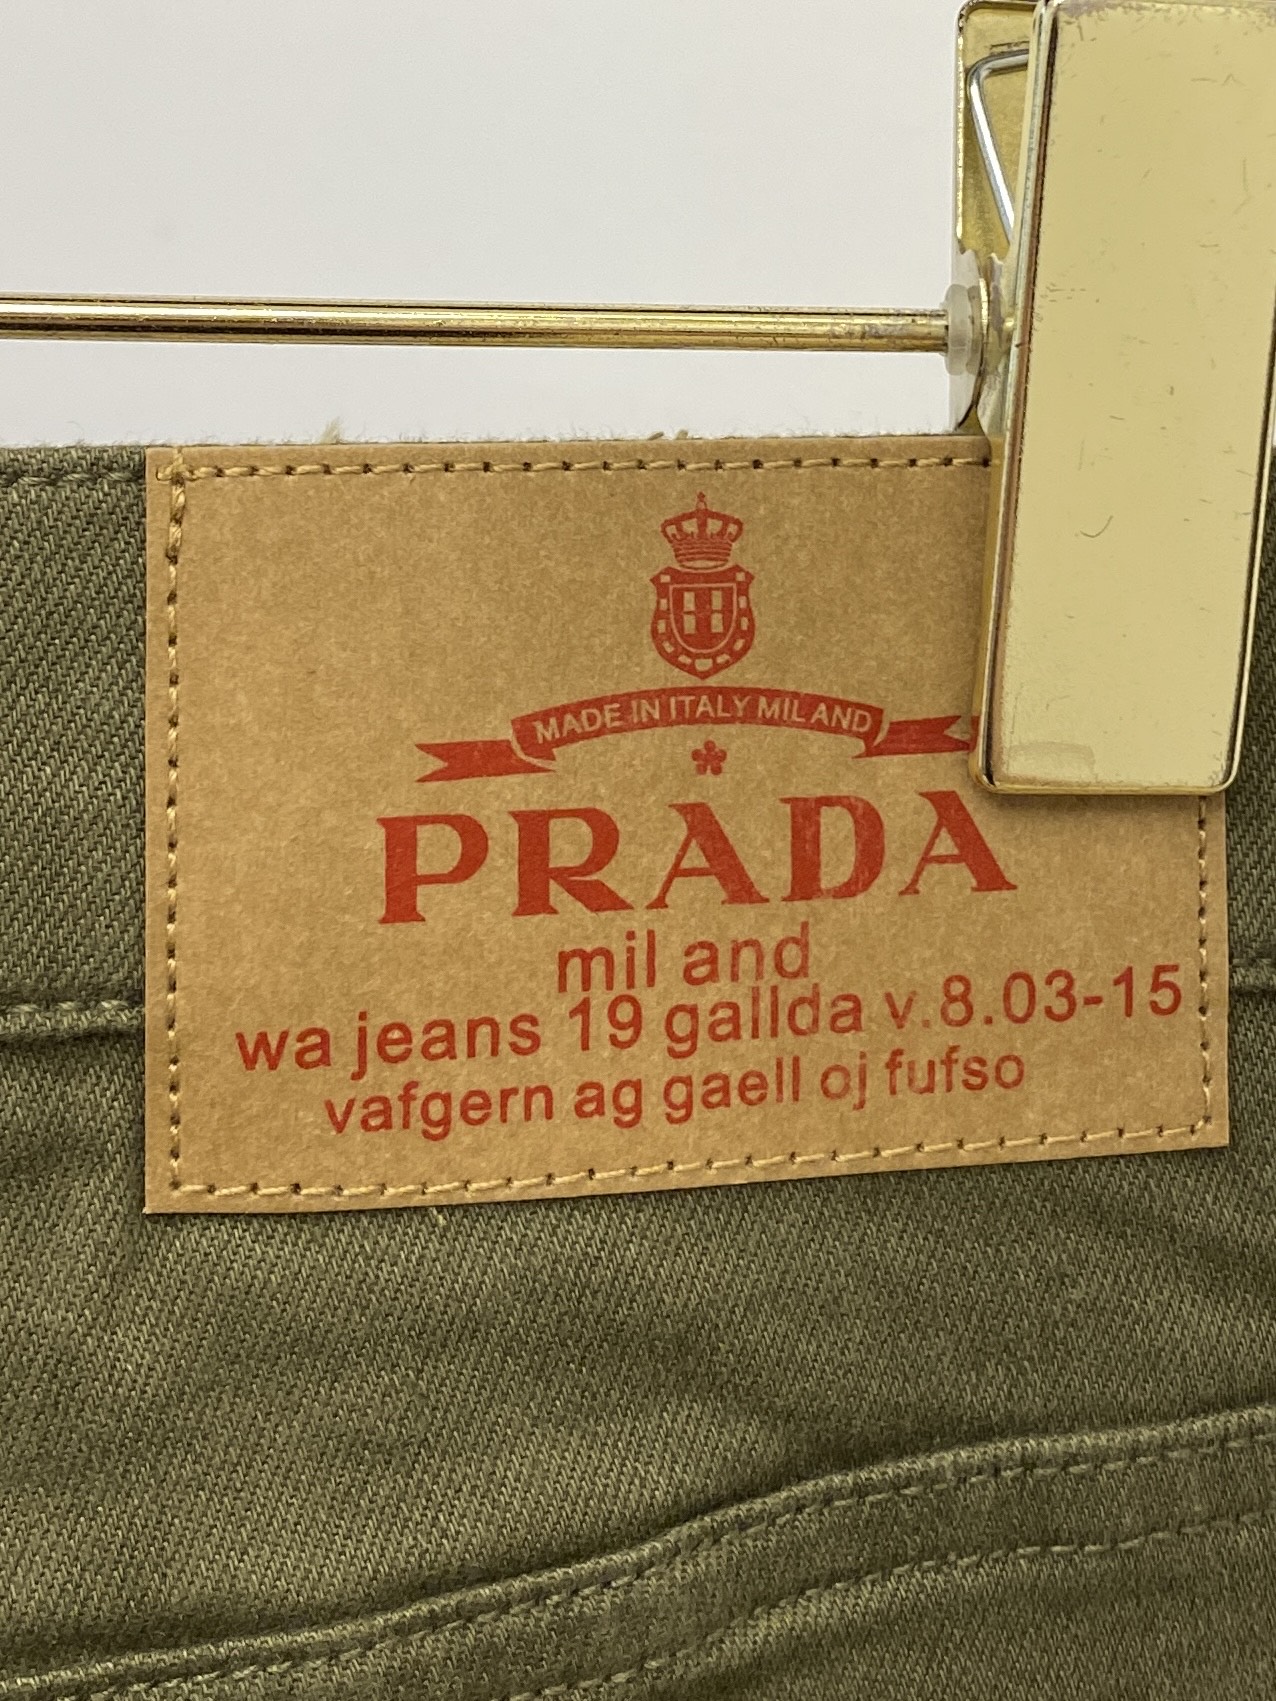 MADE IN ITALY MIL AND
PRADA
mil and
wa jeans 19 gallda v.8.03-15
vafgern ag gaell oj fufso